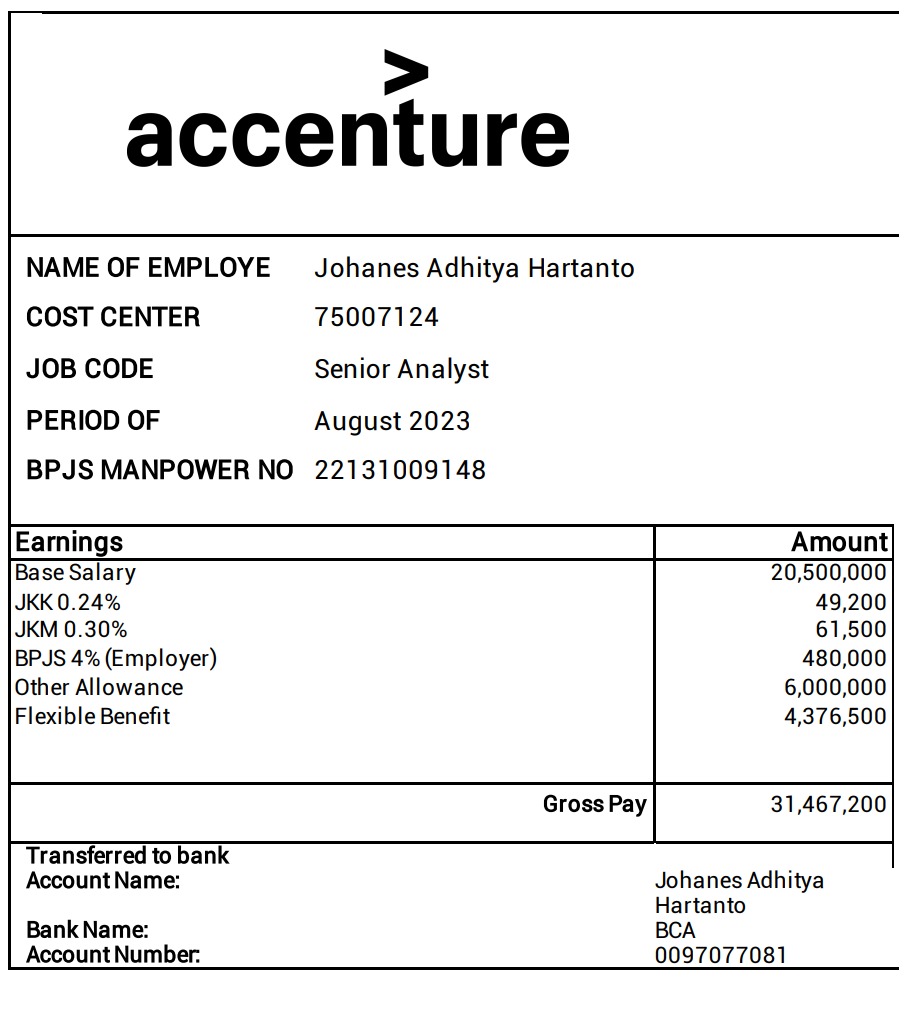 >
accenture
NAME OF EMPLOYE Johanes Adhitya Hartanto
COST CENTER 75007124
JOB CODE Senior Analyst
PERIOD OF August 2023
BPJS MANPOWER NO 22131009148
Earnings Amount
Base Salary 20,500,000
JKK 0.24% 49,200
JKM 0.30% 61,500
BPJS 4% (Employer) 480,000
Other Allowance 6,000,000
Flexible Benefit 4,376,500
Gross Pay 31,467,200
Transferred to bank
Account Name: Johanes Adhitya
Hartanto
Bank Name: BCA
Account Number: 0097077081